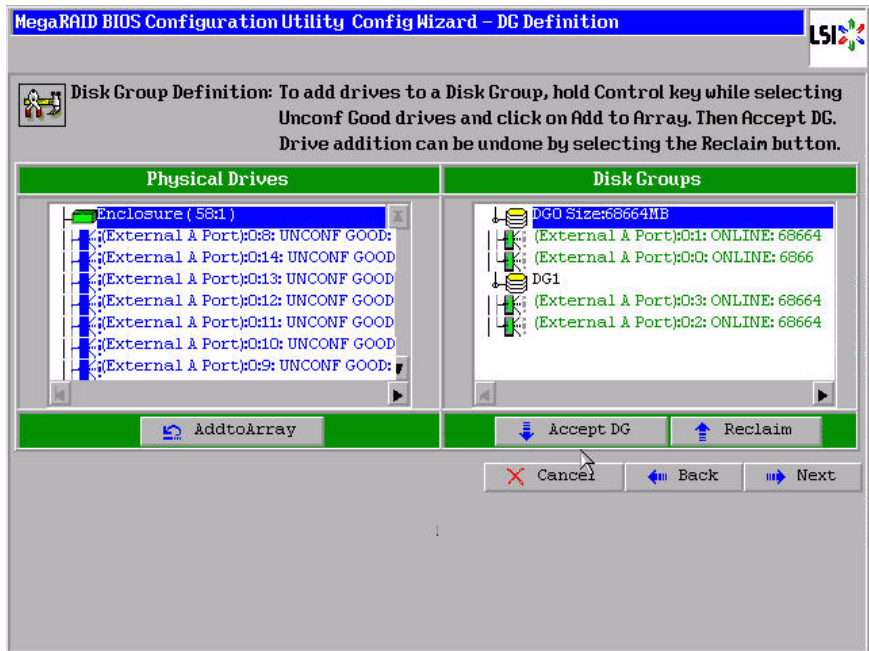 MegaRAID BIOS Configuration Utility Config Wizard – DG Definition
LSI
Disk Group Definition: To add drives to a Disk Group, hold Control key while selecting
Unconf Good drives and click on Add to Array. Then Accept DG.
Drive addition can be undone by selecting the Reclaim button.
Physical Drives
Enclosure ( 58:1 )
(External A Port):0:8: UNCONF GOOD:
(External A Port):0:14: UNCONF GOOD
(External A Port):0:13: UNCONF GOOD
(External A Port):0:12: UNCONF GOOD
(External A Port):0:11: UNCONF GOOD
(External A Port):0:10: UNCONF GOOD:
(External A Port):0:9: UNCONF GOOD:
AddtoArray
Disk Groups
DG0 Size:68664MB
(External A Port):0:1: ONLINE: 68664
(External A Port):0:0: ONLINE: 6866
DG1
(External A Port):0:3: ONLINE: 68664
(External A Port):0:2: ONLINE: 68664
Accept DG
Reclaim
Cancel
Back
Next